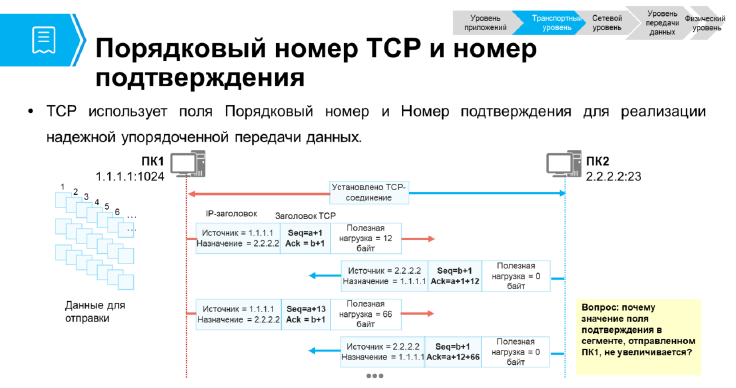 Уровень приложений
Транспортный уровень
Сетевой уровень
Уровень передачи данных
Физический уровень
Порядковый номер TCP и номер
подтверждения
• TCP использует поля Порядковый номер и Номер подтверждения для реализации
надежной упорядоченной передачи данных.
ПК1
1.1.1.1:1024
ПК2
2.2.2.2:23
Установлено TCP-
соединение
1 2 3 4 5 6 ...
...
Данные для
отправки
IP-заголовок
Заголовок TCP
Источник = 1.1.1.1
Назначение = 2.2.2.2
Seq=a+1
Ack = b+1
Полезная
нагрузка = 12
байт
Источник = 2.2.2.2
Назначение = 1.1.1.1
Seq=b+1
Ack=a+1+12
Полезная
нагрузка = 0
байт
Источник = 1.1.1.1
Назначение = 2.2.2.2
Seq=a+13
Ack = b+1
Полезная
нагрузка = 66
байт
Источник = 2.2.2.2
Назначение = 1.1.1.1
Seq=b+1
Ack=a+12+66
Полезная
нагрузка = 0
байт
Вопрос: почему
значение поля
подтверждения в
сегменте, отправленном
ПК1, не увеличивается?